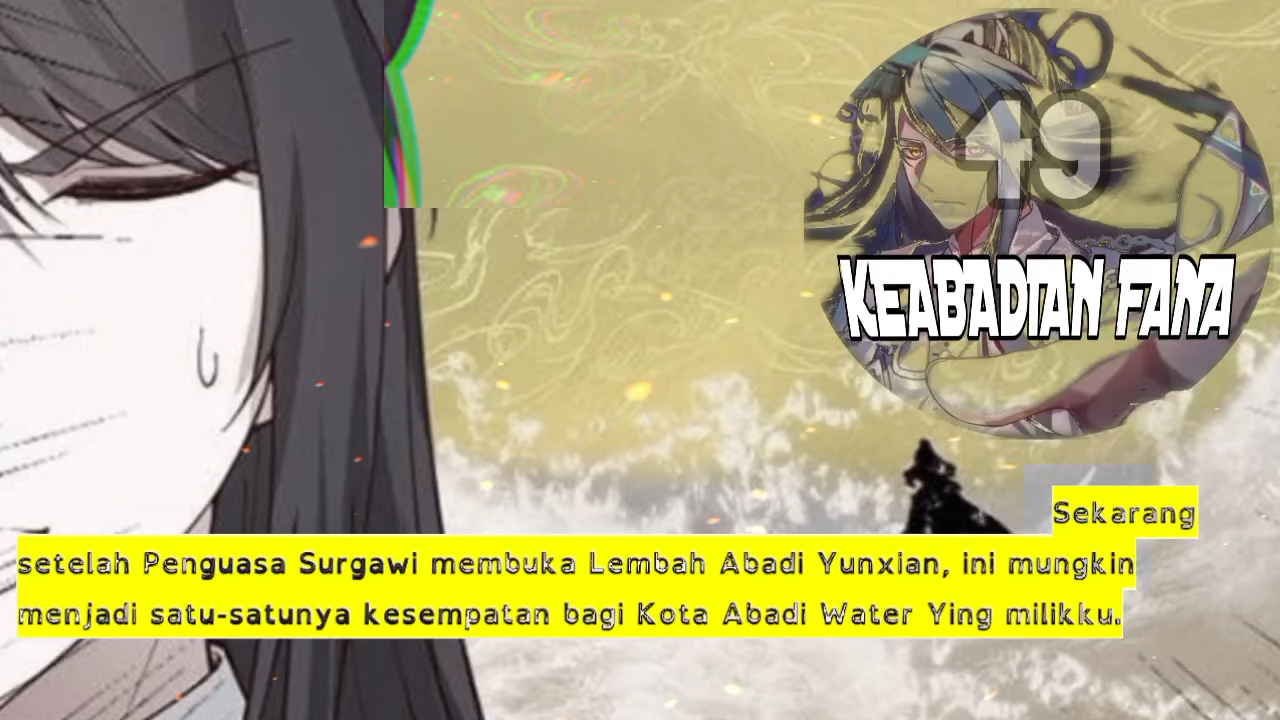 49
KEABADIAN FANA
Sekarang
setelah Penguasa Surgawi membuka Lembah Abadi Yunxian, ini mungkin
menjadi satu-satunya kesempatan bagi Kota Abadi Water Ying milikku.